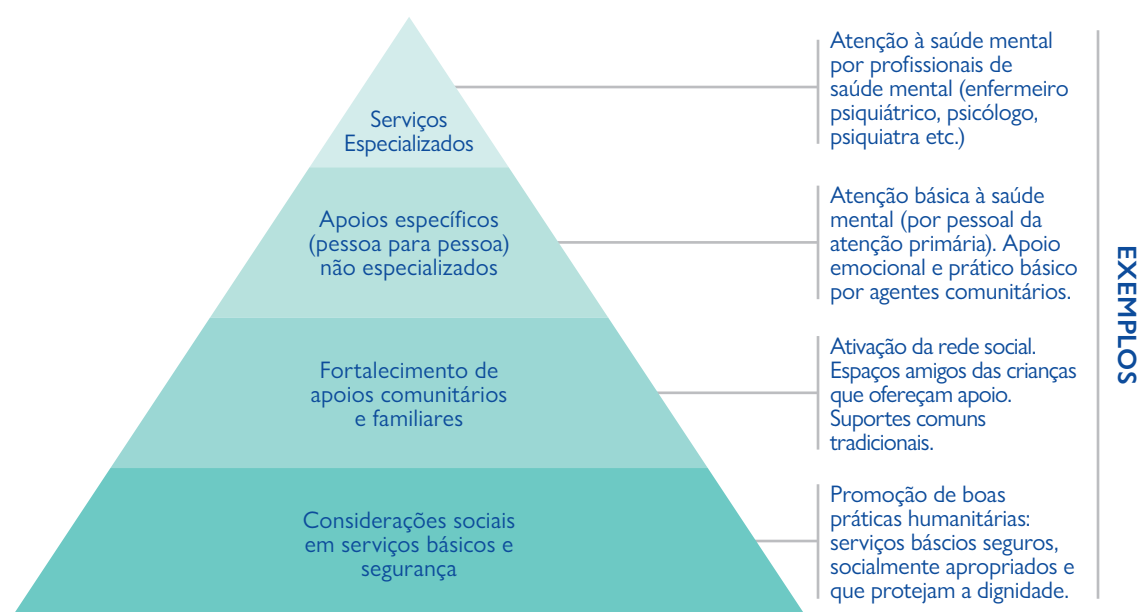 Serviços
Especializados
Atenção à saúde mental
por profissionais de
saúde mental (enfermeiro
psiquiátrico, psicólogo,
psiquiatra etc.)
Apoios específicos
(pessoa para pessoa)
não especializados
Atenção básica à saúde
mental (por pessoal da
atenção primária). Apoio
emocional e prático básico
por agentes comunitários.
Fortalecimento de
apoios comunitários
e familiares
Ativação da rede social.
Espaços amigos das crianças
que ofereçam apoio.
Suportes comuns
tradicionais.
Considerações sociais
em serviços básicos e
segurança
Promoção de boas
práticas humanitárias:
serviços báscios seguros,
socialmente apropriados e
que protejam a dignidade.
EXEMPLOS